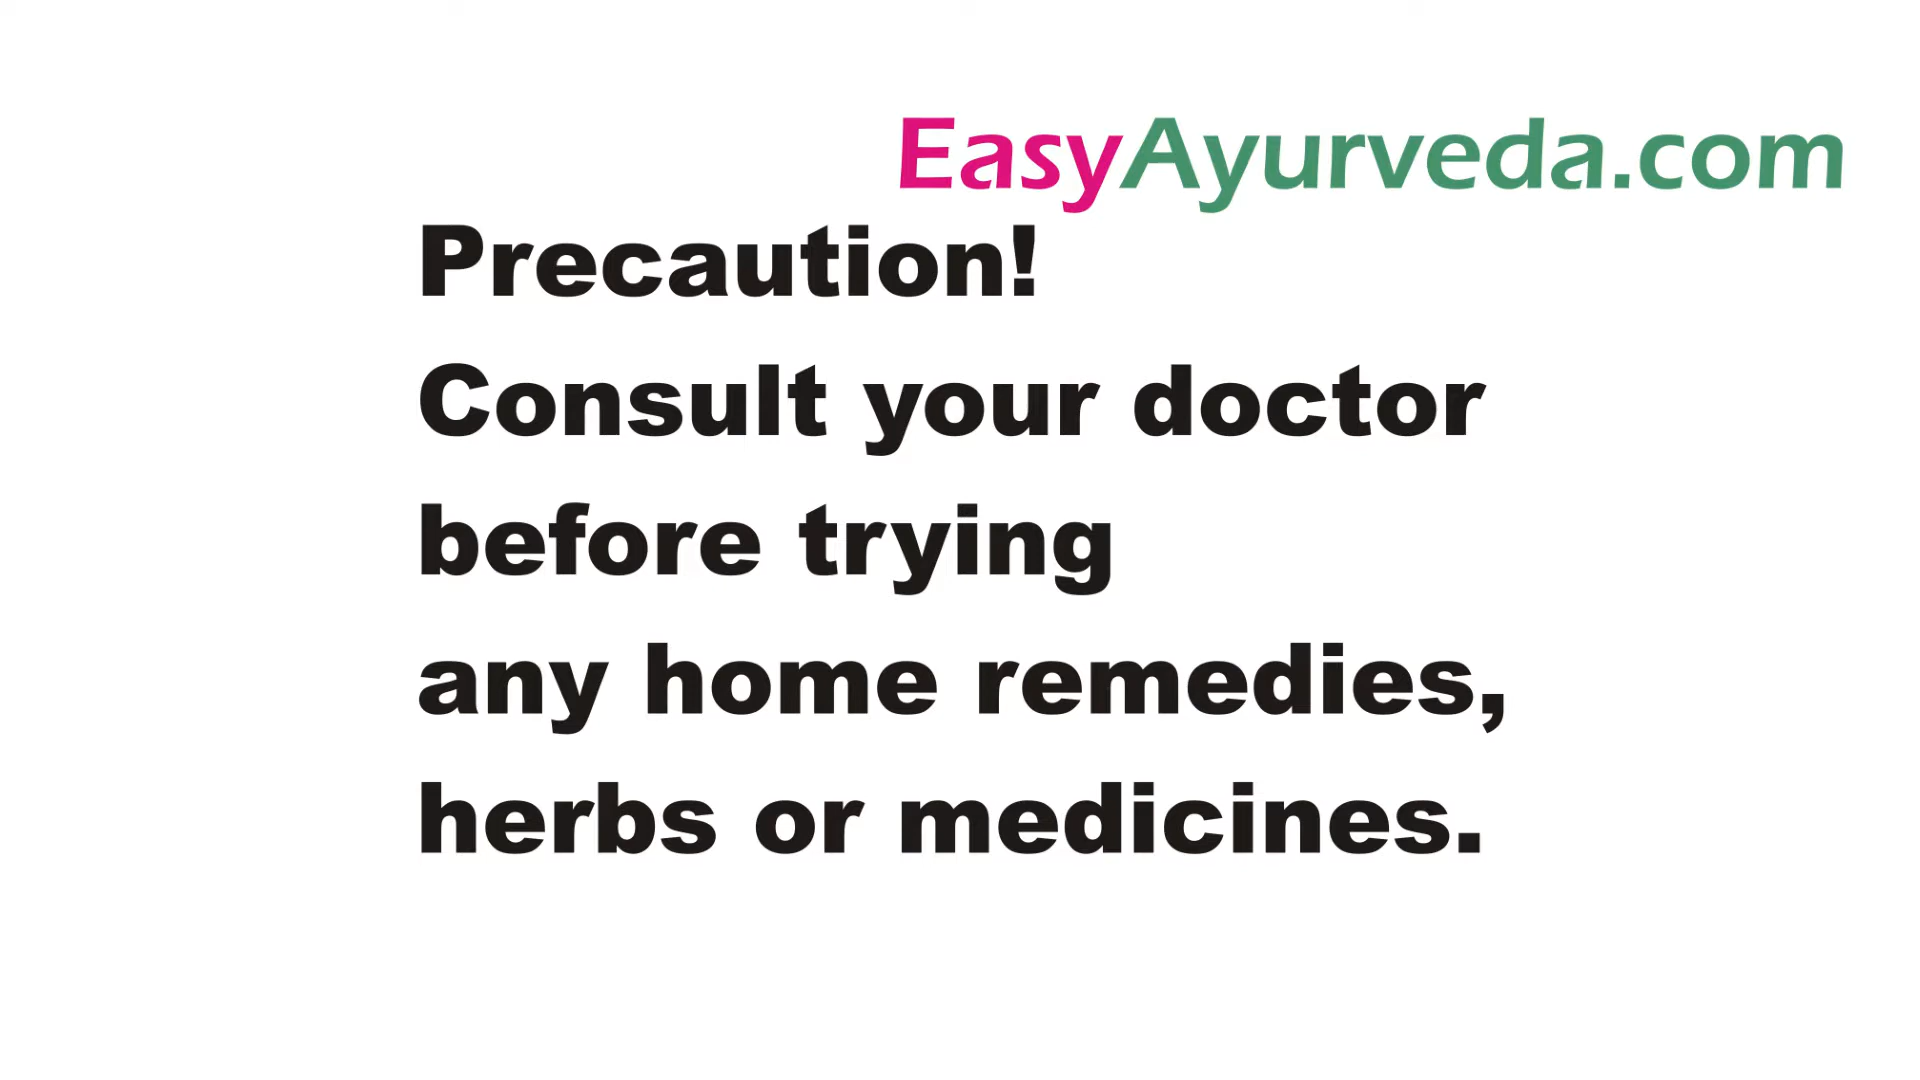 EasyAyurveda.com
Precaution!
Consult your doctor
before trying
any home remedies,
herbs or medicines.